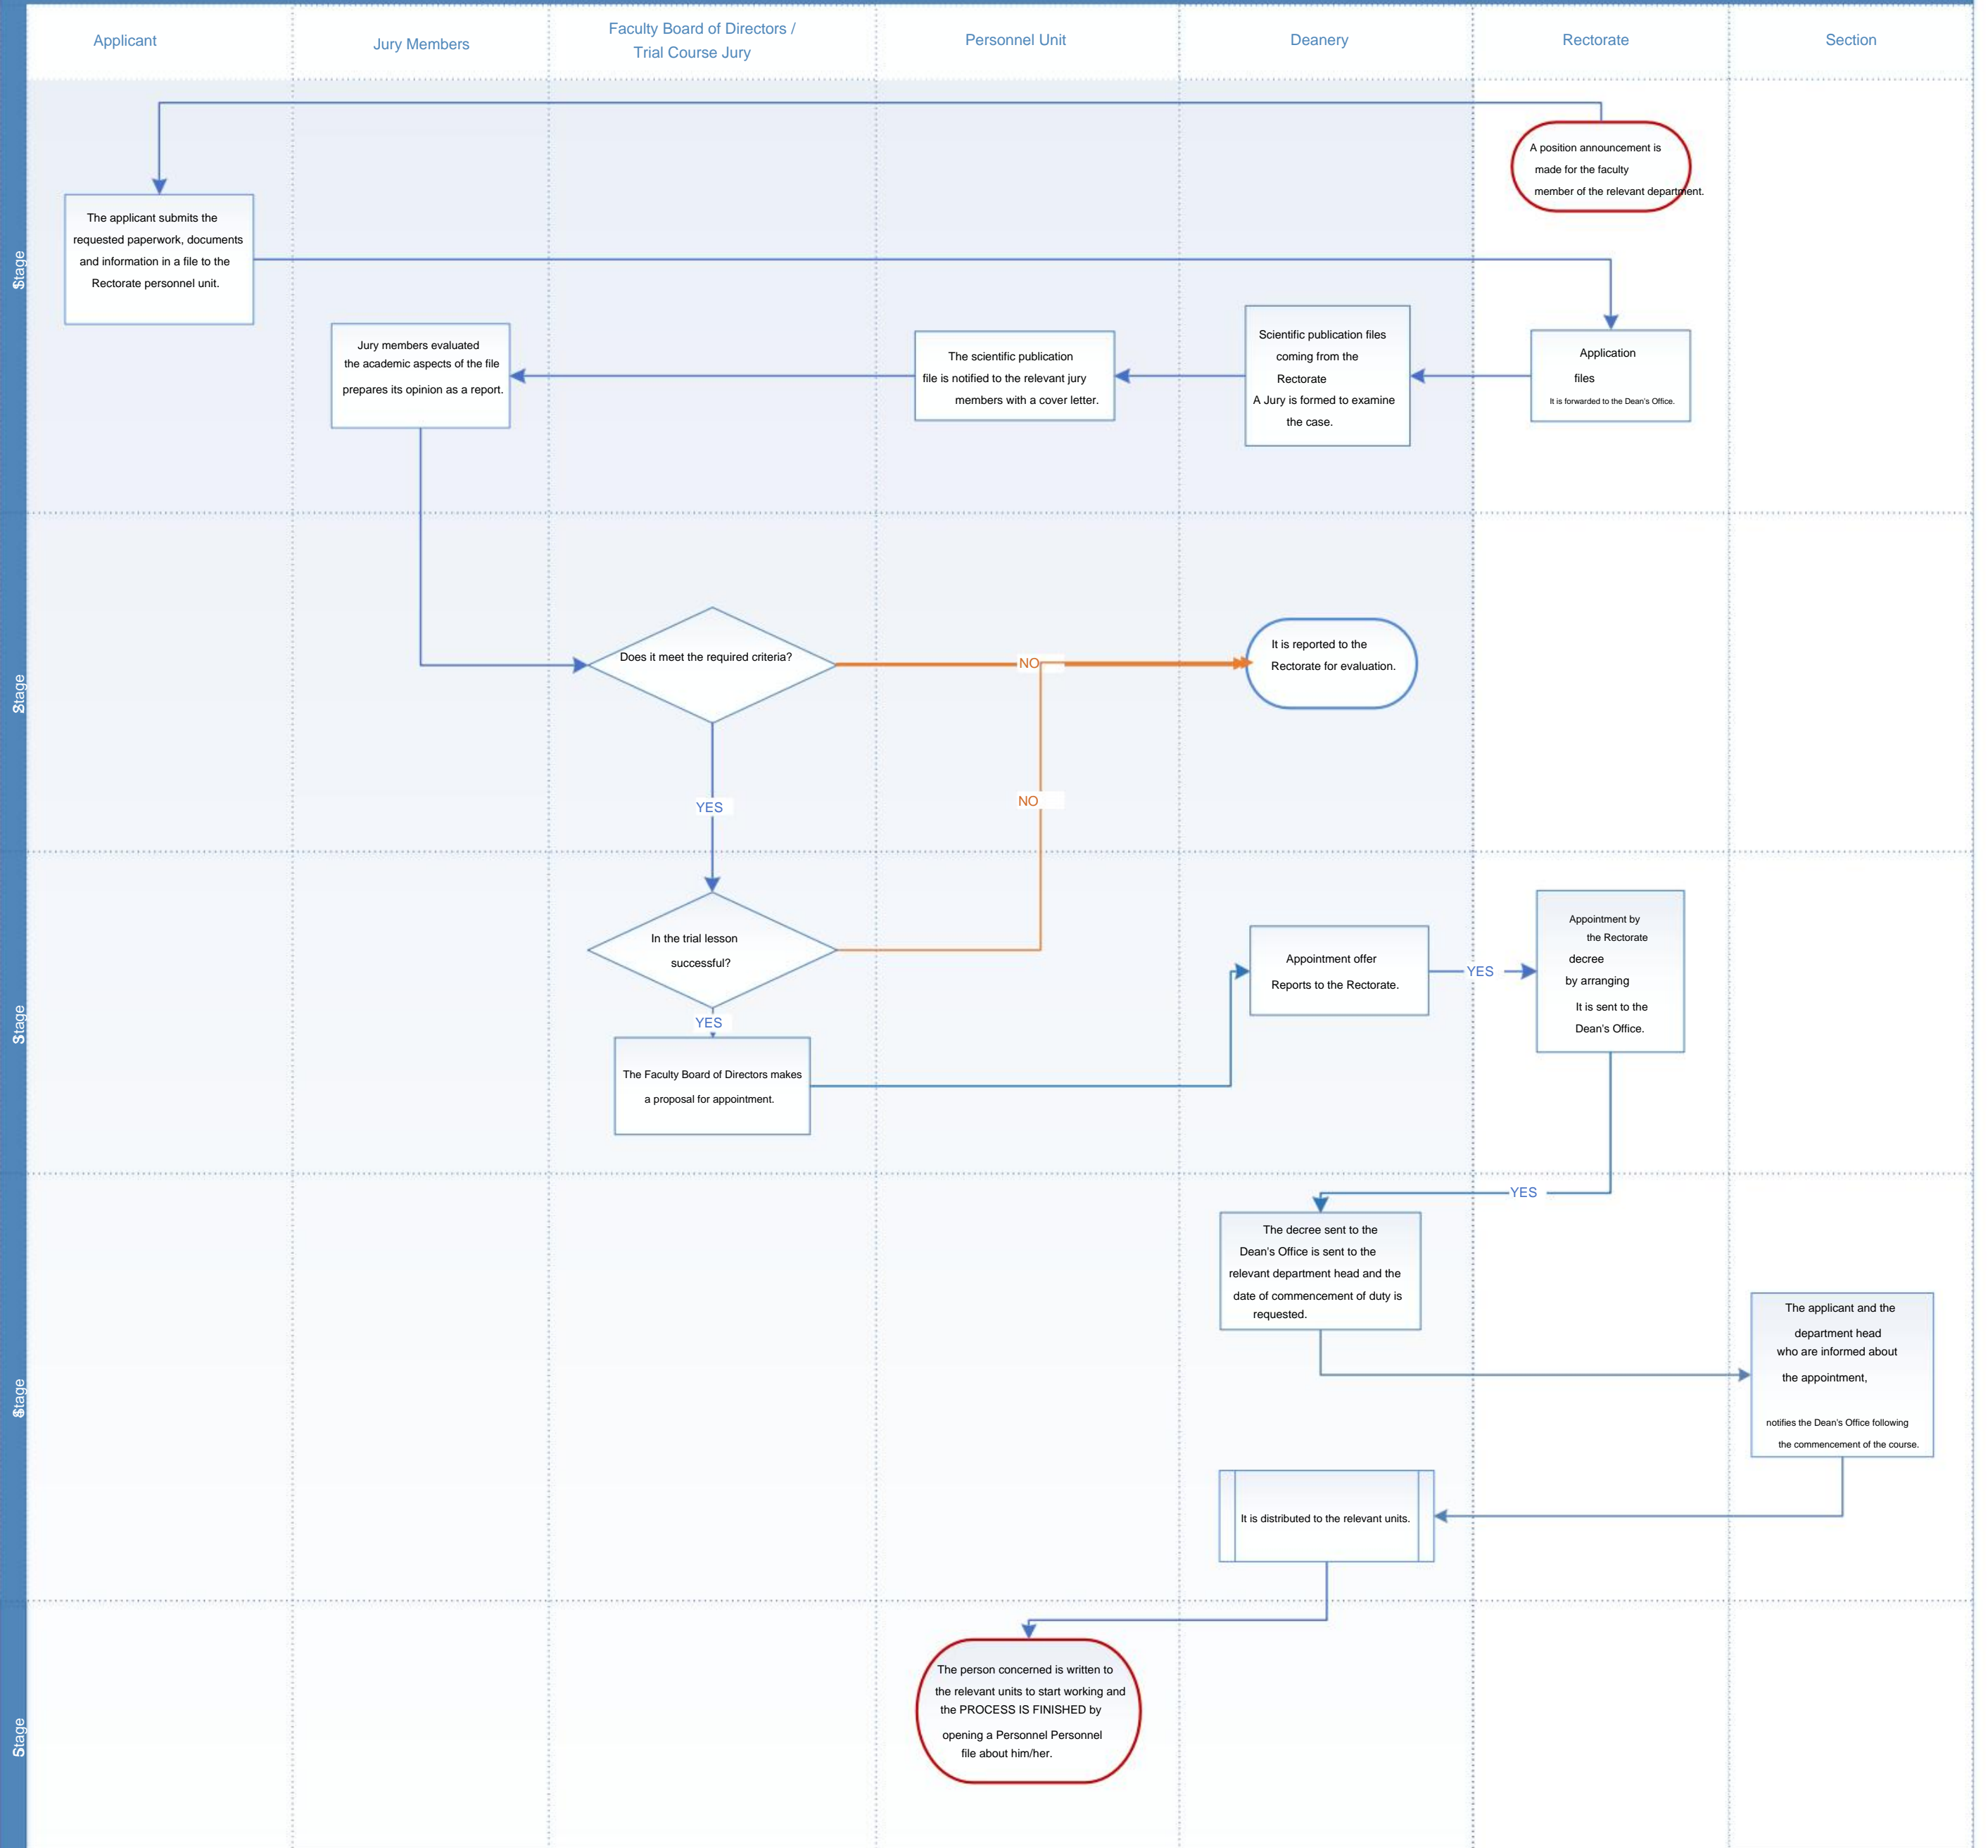 Applicant
Jury Members
Faculty Board of Directors /
Trial Course Jury
Personnel Unit
Deanery
Rectorate
Section
Stage
A position announcement is
made for the faculty
member of the relevant department.
The applicant submits the
requested paperwork, documents
and information in a file to the
Rectorate personnel unit.
Application
files
It is forwarded to the Dean's Office.
Scientific publication files
coming from the
Rectorate
A Jury is formed to examine
the case.
The scientific publication
file is notified to the relevant jury
members with a cover letter.
Jury members evaluated
the academic aspects of the file
prepares its opinion as a report.
Stage
Does it meet the required criteria?
NO
It is reported to the
Rectorate for evaluation.
YES
NO
Stage
In the trial lesson
successful?
YES
The Faculty Board of Directors makes
a proposal for appointment.
Appointment offer
Reports to the Rectorate.
YES
Appointment by
the Rectorate
decree
by arranging
It is sent to the
Dean's Office.
YES
Stage
The decree sent to the
Dean's Office is sent to the
relevant department head and the
date of commencement of duty is
requested.
The applicant and the
department head
who are informed about
the appointment,
notifies the Dean's Office following
the commencement of the course.
It is distributed to the relevant units.
Stage
The person concerned is written to
the relevant units to start working and
the PROCESS IS FINISHED by
opening a Personnel Personnel
file about him/her.